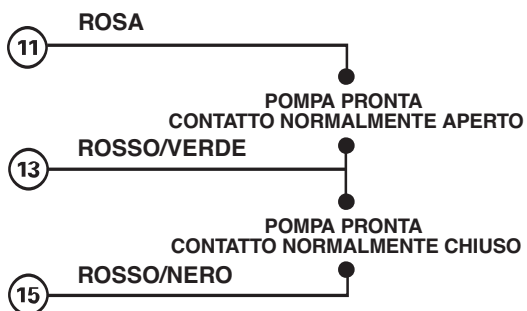 ROSA
11
POMPA PRONTA
CONTATTO NORMALMENTE APERTO
ROSSO/VERDE
13
POMPA PRONTA
CONTATTO NORMALMENTE CHIUSO
ROSSO/NERO
15